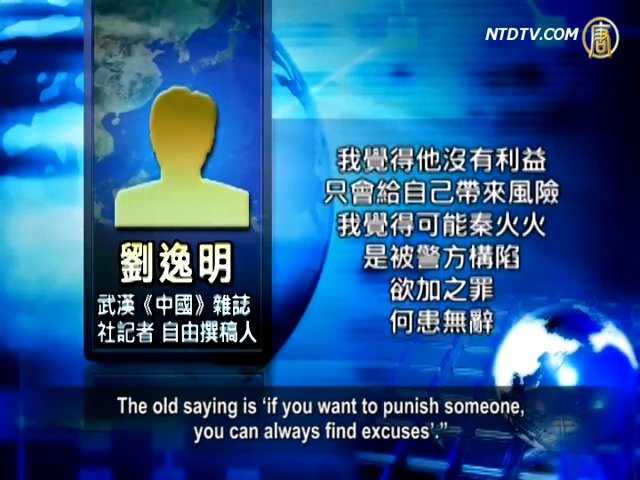 NTDTV.COM
唐
我覺得他沒有利益
只會給自己帶來風險
我覺得可能秦火火
是被警方構陷
欲加之罪
何患無辭
劉逸明
武漢《中國》雜誌
社記者 自由撰稿人
The old saying is ‘if you want to punish someone,
you can always find excuses’.”